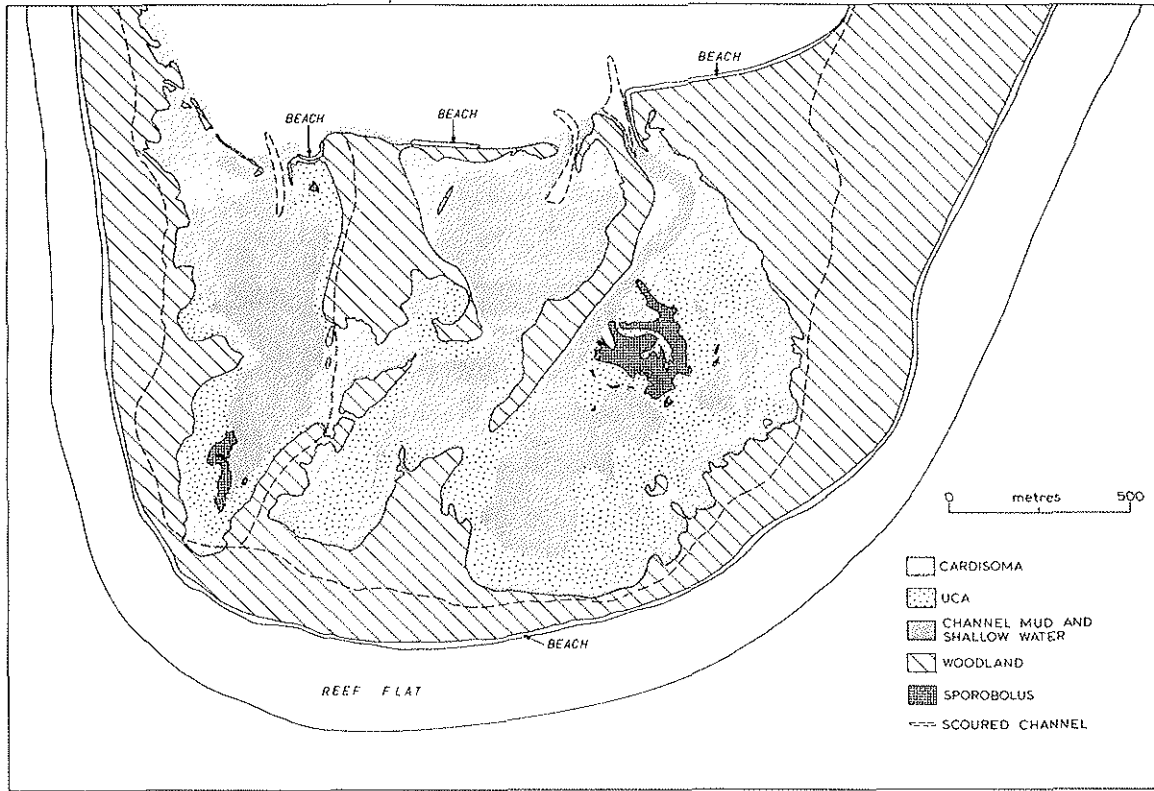 BEACH
BEACH
BEACH
BEACH
REEF FLAT
0 metres 500
CARDISOMA
UCA
CHANNEL MUD AND
SHALLOW WATER
WOODLAND
SPOROBOLUS
SCOURED CHANNEL